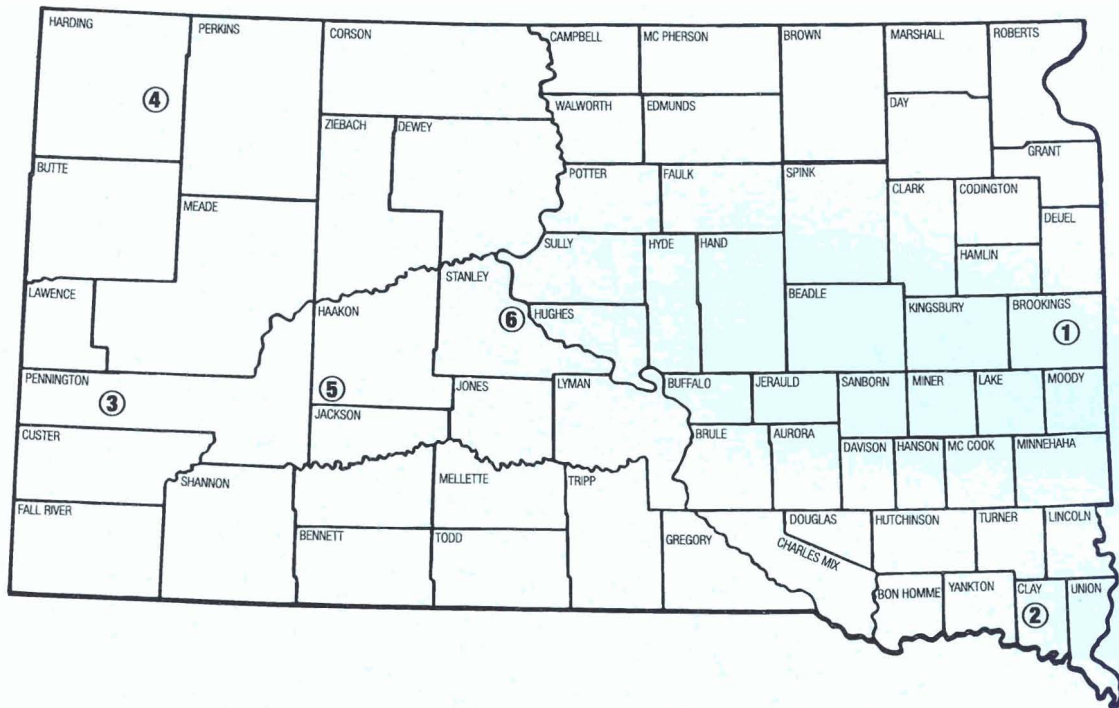 HARDING
PERKINS
CORSON
CAMPBELL
MC PHERSON
BROWN
MARSHALL
ROBERTS
④
WALWORTH
EDMUNDS
DAY
ZIEBACH
DEWEY
GRANT
BUTTE
POTTER
FAULK
SPINK
CLARK
CODINGTON
MEADE
DEUEL
SULLY
HYDE
HAND
HAMLIN
STANLEY
LAWENCE
HAAKON
⑥
HUGHES
BEADLE
KINGSBURY
BROOKINGS
①
PENNINGTON
③
⑤
JONES
LYMAN
BUFFALO
JERAULD
SANBORN
MINER
LAKE
MOODY
JACKSON
CUSTER
BRULE
AURORA
DAVISON
HANSON
MC COOK
MINNEHAHA
SHANNON
MELLETTE
TRIPP
FALL RIVER
DOUGLAS
HUTCHINSON
TURNER
LINCOLN
BENNETT
TODD
GREGORY
CHARLES MIX
BON HOMME
YANKTON
CLAY
UNION
②